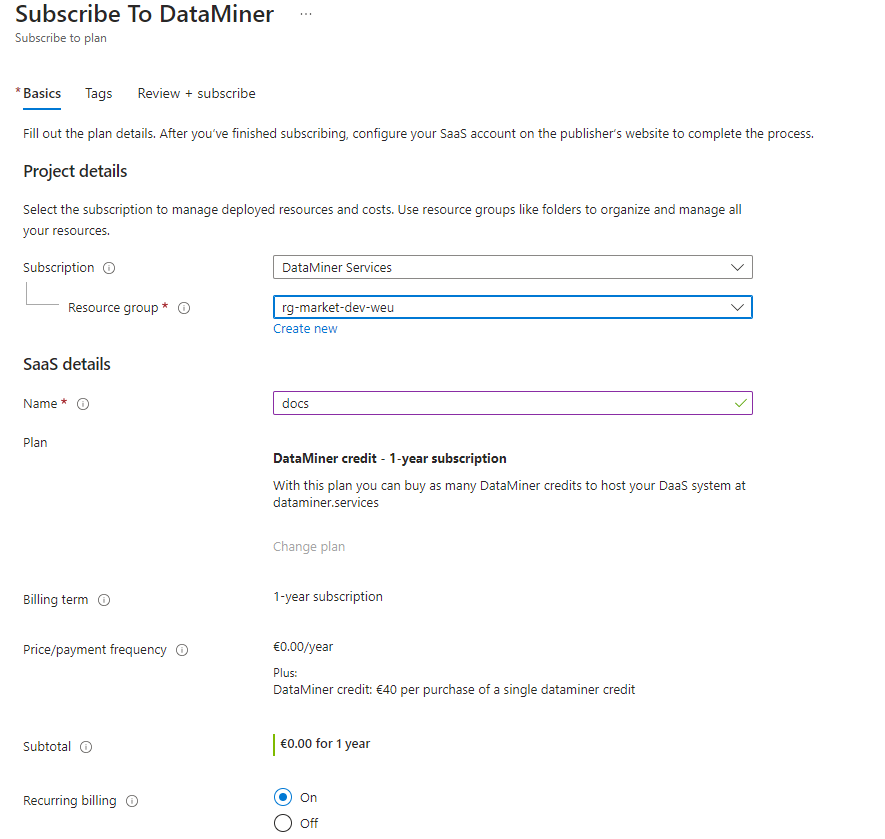 Subscribe To DataMiner ...
Subscribe to plan
* Basics Tags Review + subscribe
Fill out the plan details. After you've finished subscribing, configure your SaaS account on the publisher's website to complete the process.
Project details
Select the subscription to manage deployed resources and costs. Use resource groups like folders to organize and manage all
your resources.
Subscription DataMiner Services
Resource group * rg-market-dev-weu
Create new
SaaS details
Name * docs
Plan
DataMiner credit - 1-year subscription
With this plan you can buy as many DataMiner credits to host your DaaS system at
dataminer.services
Change plan
Billing term 1-year subscription
Price/payment frequency €0.00/year
Plus:
DataMiner credit: €40 per purchase of a single dataminer credit
Subtotal €0.00 for 1 year
Recurring billing On
Off